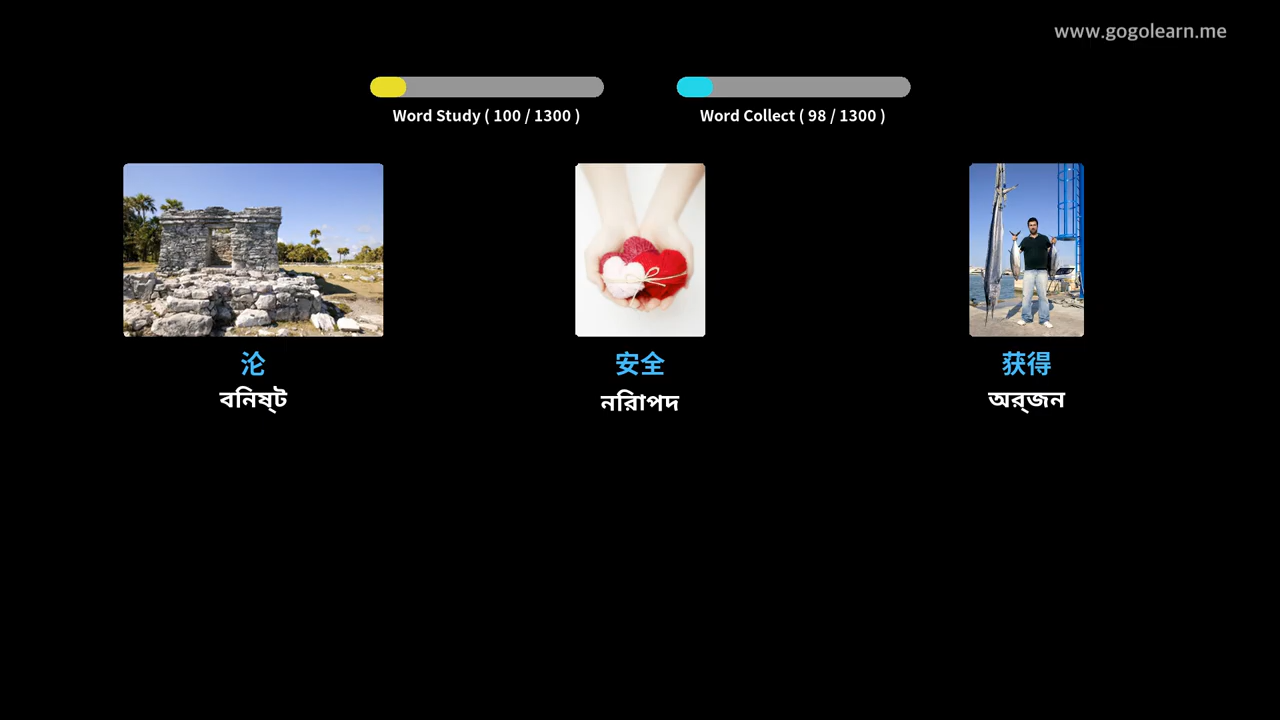 www.gogolearn.me
Word Study ( 100 / 1300 )
Word Collect ( 98 / 1300 )
沦
安全
获得
বিনষ্ট
নিরাপদ
অর্জন